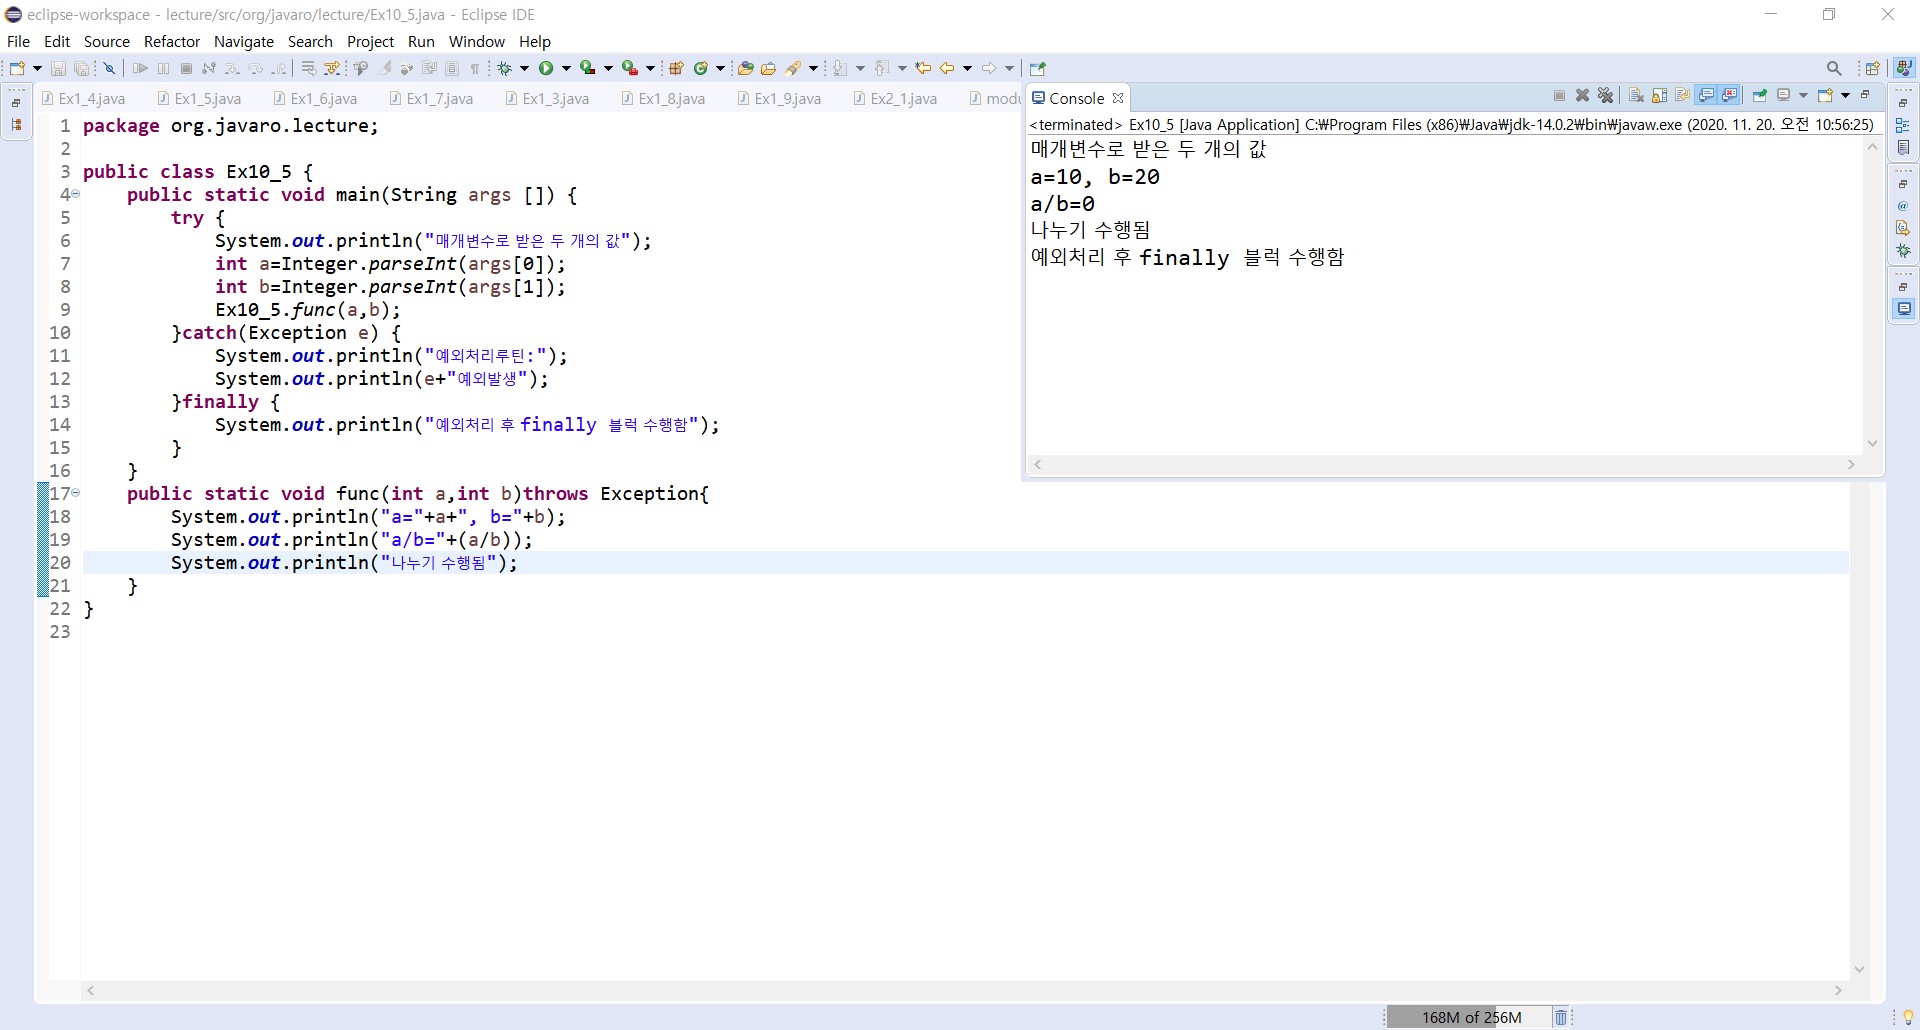 eclipse-workspace - lecture/src/org/javaro/lecture/Ex10_5.java - Eclipse IDE
File Edit Source Refactor Navigate Search Project Run Window Help
Ex1_4.java Ex1_5.java Ex1_6.java Ex1_7.java Ex1_3.java Ex1_8.java Ex1_9.java Ex2_1.java modu
1 package org.javaro.lecture;
2
3 public class Ex10_5 {
4 public static void main(String args []) {
5 try {
6 System.out.println("매개변수로 받은 두 개의 값");
7 int a=Integer.parseInt(args[0]);
8 int b=Integer.parseInt(args[1]);
9 Ex10_5.func(a,b);
10 }catch(Exception e) {
11 System.out.println("예외처리루틴:");
12 System.out.println(e+"예외발생");
13 }finally {
14 System.out.println("예외처리 후 finally 블럭 수행함");
15 }
16 }
17 public static void func(int a,int b)throws Exception{
18 System.out.println("a="+a+", b="+b);
19 System.out.println("a/b="+(a/b));
20 System.out.println("나누기 수행됨");
21 }
22 }
23
Console
<terminated> Ex10_5 [Java Application] C:₩Program Files (x86)₩Java₩jdk-14.0.2₩bin₩javaw.exe (2020. 11. 20. 오전 10:56:25)
매개변수로 받은 두 개의 값
a=10, b=20
a/b=0
나누기 수행됨
예외처리 후 finally 블럭 수행함
168M of 256M